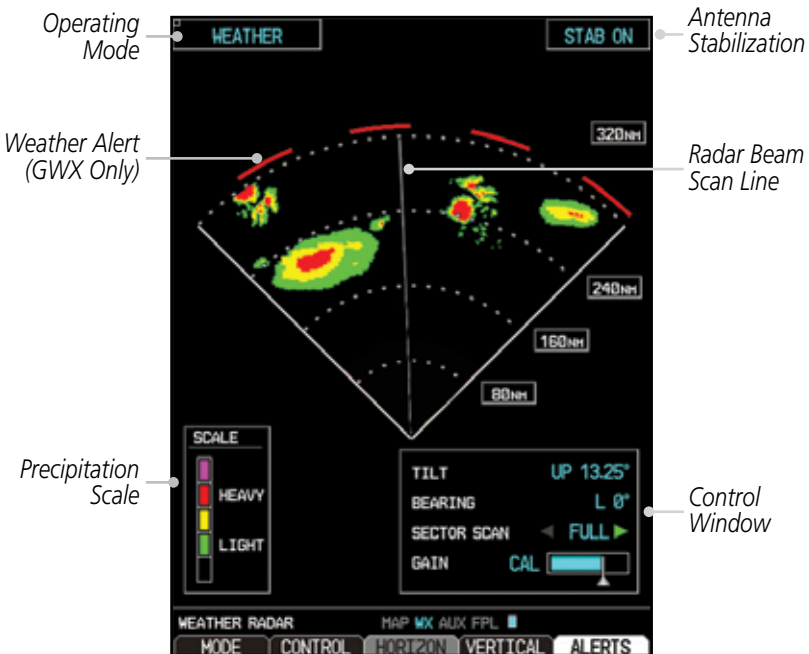 Operating
Mode
WEATHER
STAB ON
Antenna
Stabilization
Weather Alert
(GWX Only)
320NM
Radar Beam
Scan Line
240NM
160NM
80NM
Precipitation
Scale
SCALE
HEAVY
LIGHT
TILT UP 13.25°
BEARING L 0°
SECTOR SCAN FULL
GAIN CAL
Control
Window
WEATHER RADAR MAP WX AUX FPL
MODE CONTROL HORIZON VERTICAL ALERTS